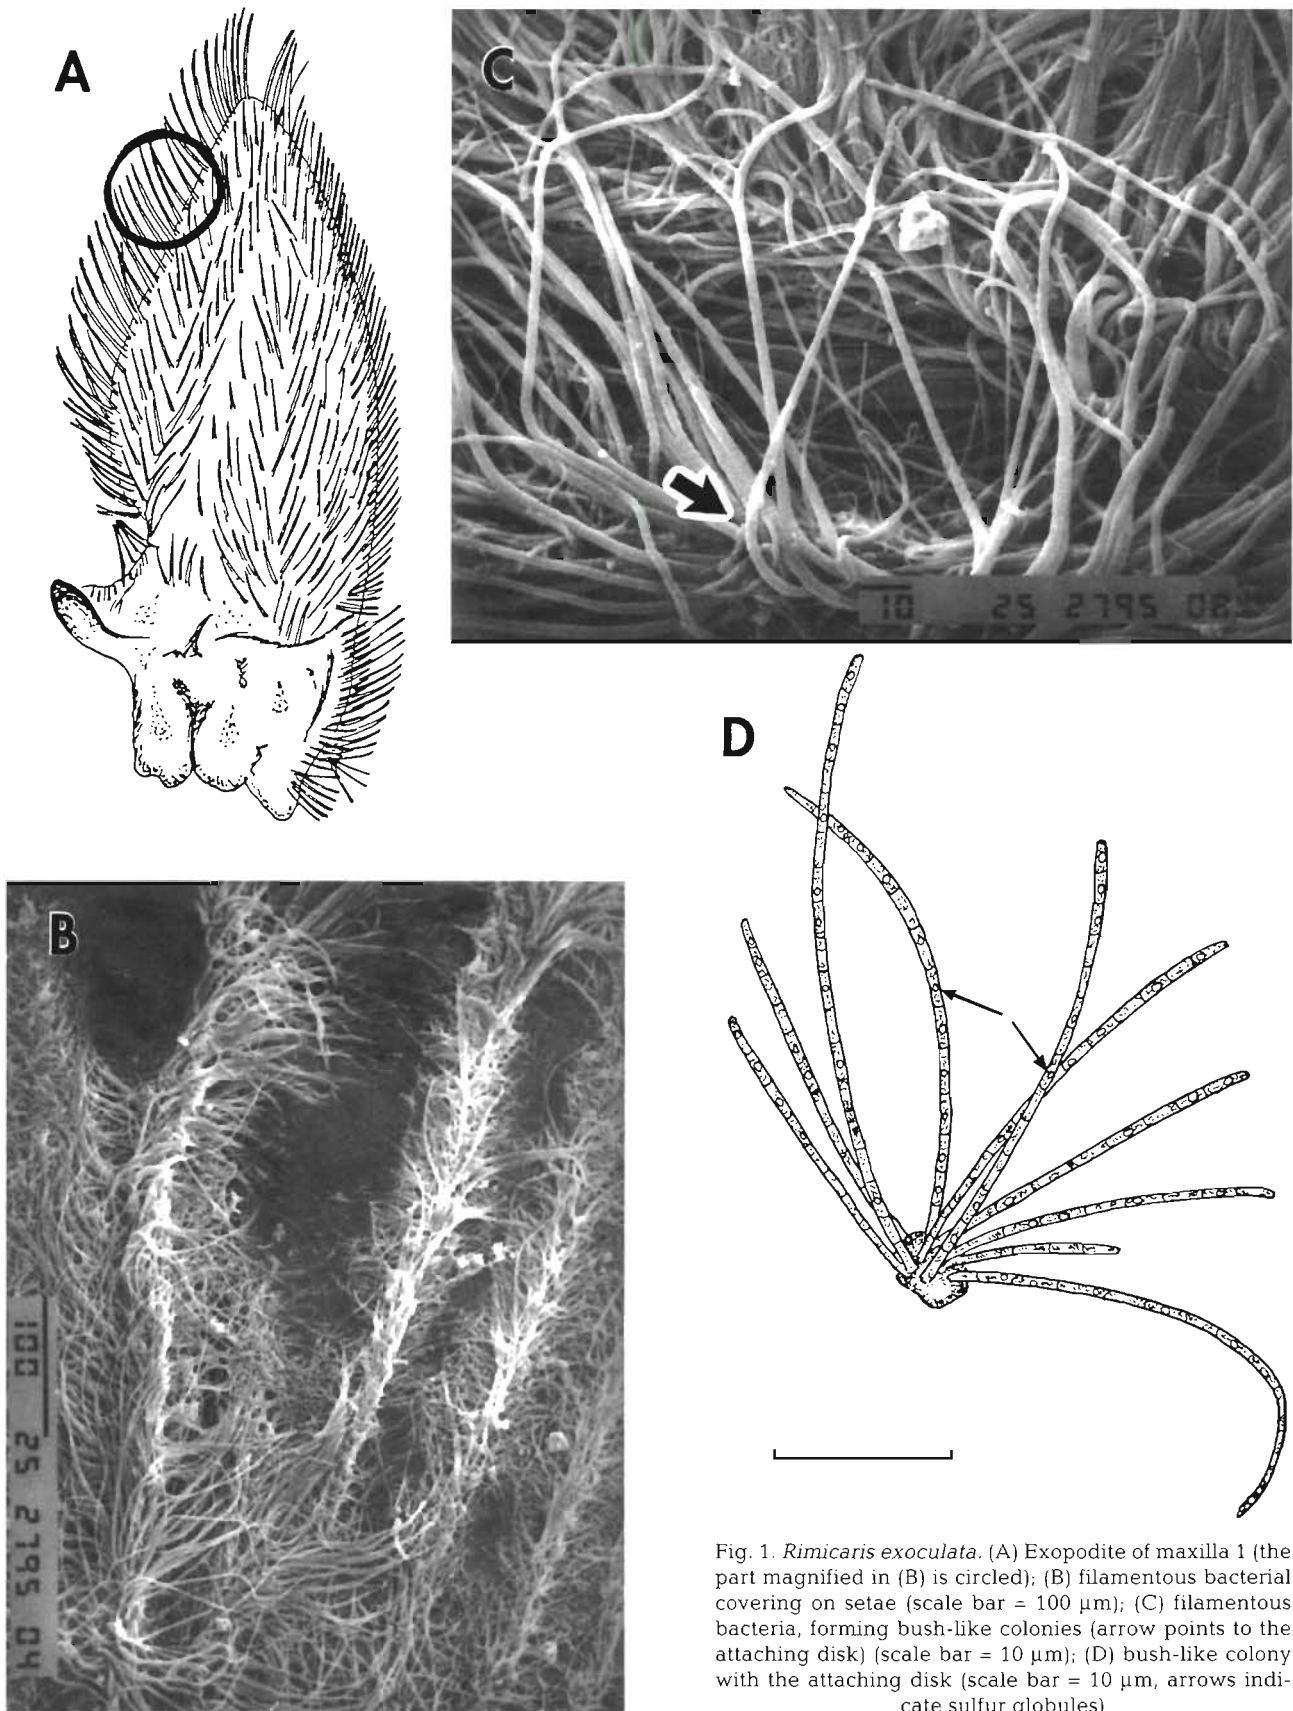 A
C
10 25 2795 06
D
B
100
25 2795 04
Fig. 1. Rimicaris exoculata. (A) Exopodite of maxilla 1 (the
part magnified in (B) is circled); (B) filamentous bacterial
covering on setae (scale bar = 100 µm); (C) filamentous
bacteria, forming bush-like colonies (arrow points to the
attaching disk) (scale bar = 10 µm); (D) bush-like colony
with the attaching disk (scale bar = 10 µm, arrows indi-
cate sulfur globules)